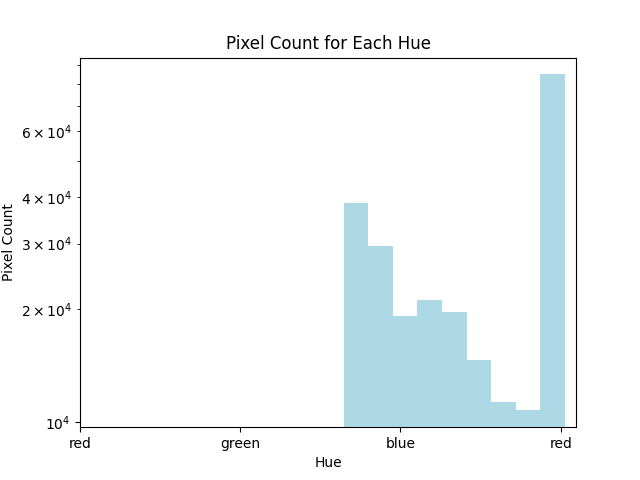 Pixel Count for Each Hue
Pixel Count
6 × 10⁴
4 × 10⁴
3 × 10⁴
2 × 10⁴
10⁴
red green blue red
Hue